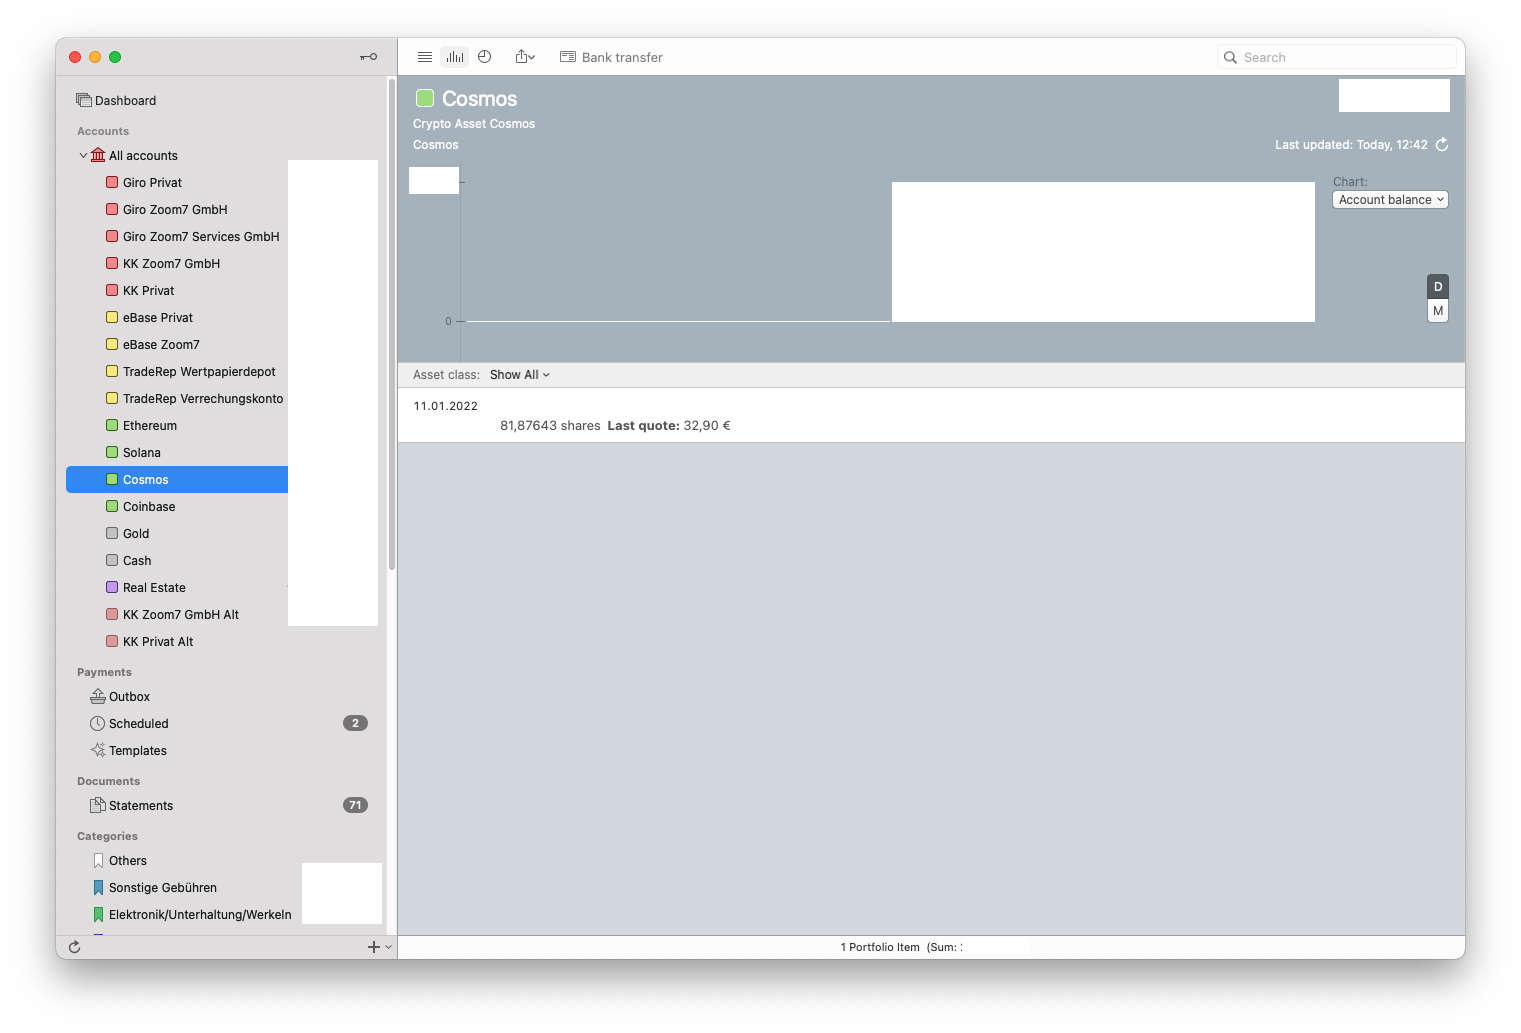 Dashboard
Accounts
All accounts
Giro Privat
Giro Zoom7 GmbH
Giro Zoom7 Services GmbH
KK Zoom7 GmbH
KK Privat
eBase Privat
eBase Zoom7
TradeRep Wertpapierdepot
TradeRep Verrechungskonto
Ethereum
Solana
Cosmos
Coinbase
Gold
Cash
Real Estate
KK Zoom7 GmbH Alt
KK Privat Alt
Payments
Outbox
Scheduled 2
Templates
Documents
Statements 71
Categories
Others
Sonstige Gebühren
Elektronik/Unterhaltung/Werkeln
Bank transfer
Search
Cosmos
Crypto Asset Cosmos
Cosmos
Last updated: Today, 12:42
Chart:
Account balance
0
D
M
Asset class: Show All
11.01.2022
81,87643 shares Last quote: 32,90 €
1 Portfolio Item (Sum: